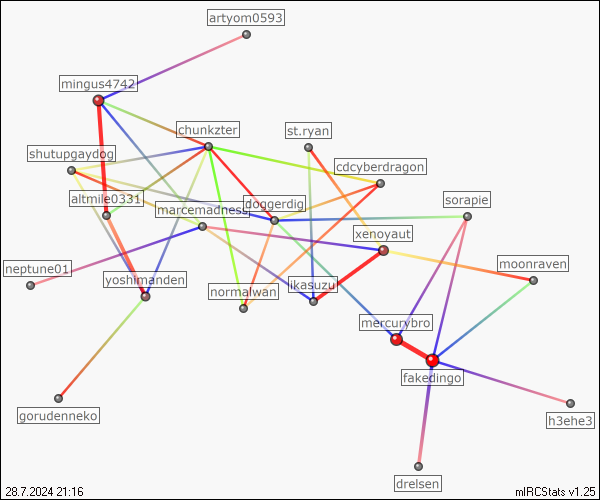 artyom0593
mingus4742
chunkzter
st.ryan
shutupgaydog
cdcyberdragon
altmile0331
marcemadness
doggerdig
sorapie
xenoyaut
neptune01
yoshimanden
normalwan
ikasuzu
moonraven
mercurybro
fakedingo
gorudenneko
h3ehe3
drelsen
28.7.2024 21:16
mIRCStats v1.25